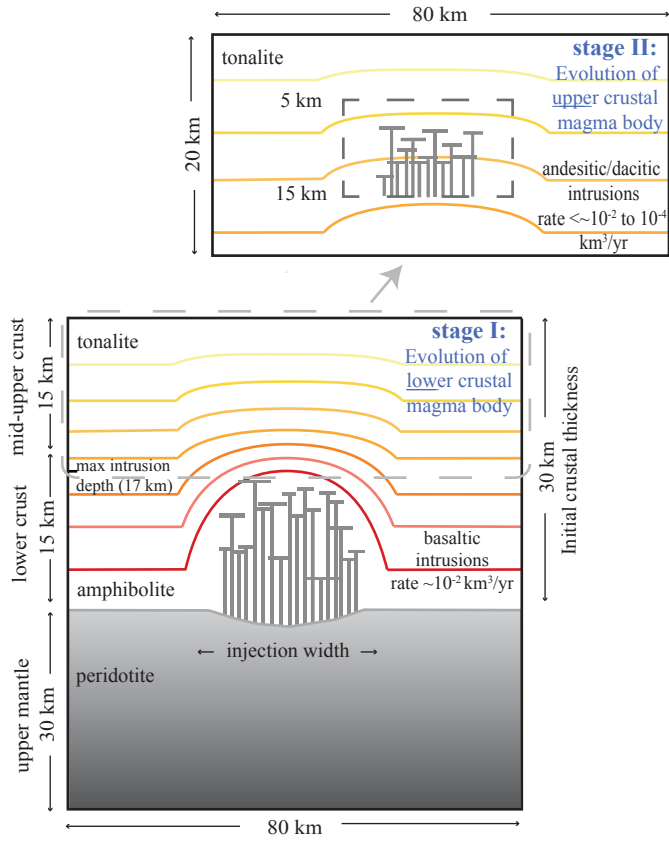 80 km
20 km
tonalite
stage II:
Evolution of
upper crustal
magma body
5 km
15 km
andesitic/dacitic
intrusions
rate <~10⁻² to 10⁻⁴
km³/yr
mid-upper crust
15 km
tonalite
stage I:
Evolution of
lower crustal
magma body
Initial crustal thickness
30 km
max intrusion
depth (17 km)
lower crust
15 km
basaltic
intrusions
rate ~10⁻² km³/yr
amphibolite
injection width
peridotite
upper mantle
30 km
80 km